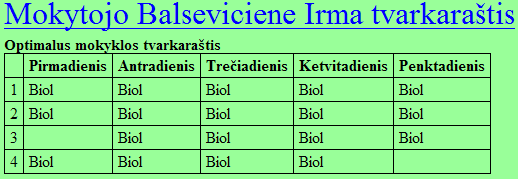 Mokytojo Balseviciene Irma tvarkaraštis
Optimalus mokyklos tvarkaraštis
Pirmadienis Antradienis Trečiadienis Ketvitadienis Penktadienis
1 Biol Biol Biol Biol Biol
2 Biol Biol Biol Biol Biol
3 Biol Biol Biol Biol
4 Biol Biol Biol Biol